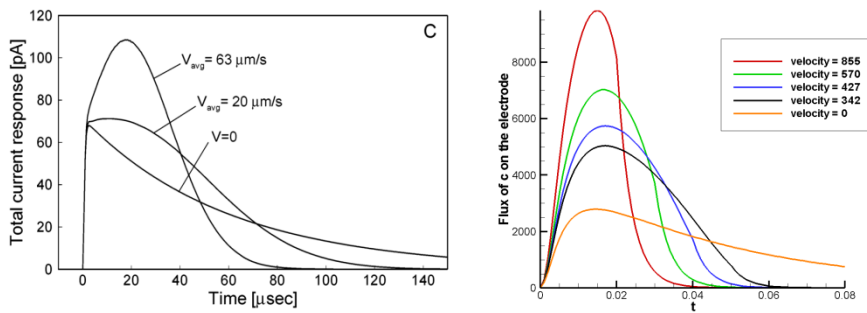 C
Total current response [pA]
120
100
80
60
40
20
0
V_avg= 63 μm/s
V_avg= 20 μm/s
V=0
0 20 40 60 80 100 120 140
Time [μsec]
Flux of c on the electrode
8000
6000
4000
2000
0
velocity = 855
velocity = 570
velocity = 427
velocity = 342
velocity = 0
0 0.02 0.04 0.06 0.08
t